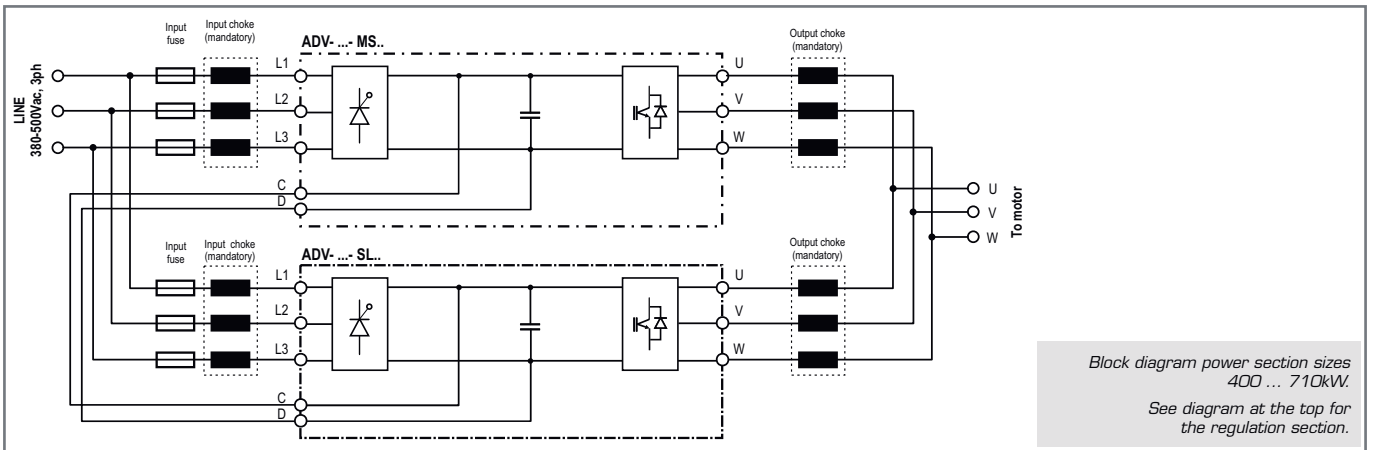 Input
fuse
Input choke
(mandatory)
ADV- ...- MS..
Output choke
(mandatory)
LINE
380-500Vac, 3ph
L1
L2
L3
C
D
U
V
W
U
V
W
To motor
Input
fuse
Input choke
(mandatory)
ADV- ...- SL..
Output choke
(mandatory)
L1
L2
L3
C
D
U
V
W
Block diagram power section sizes
400 ... 710kW.
See diagram at the top for
the regulation section.